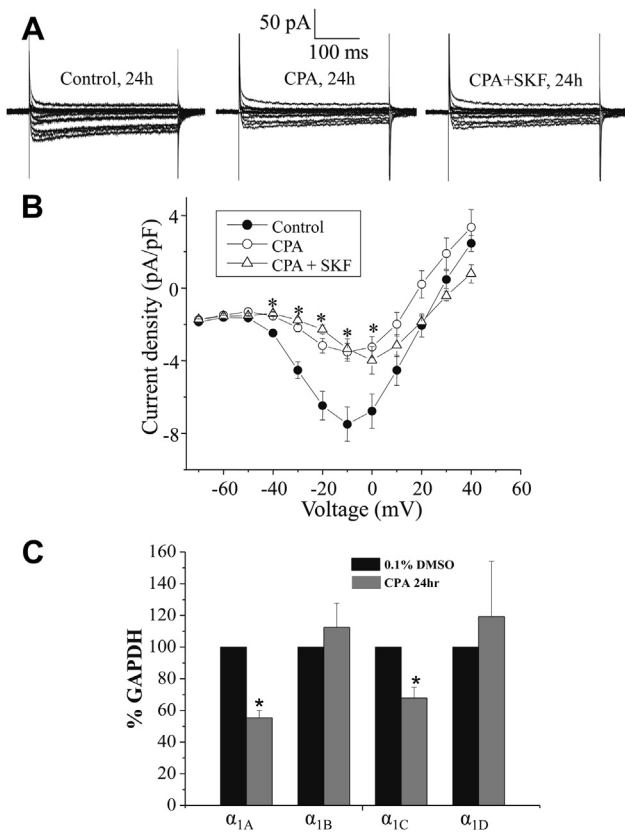 A
50 pA
100 ms
Control, 24h
CPA, 24h
CPA+SKF, 24h
B
Control
CPA
CPA + SKF
Current density (pA/pF)
4
0
-4
-8
* * * * *
-60 -40 -20 0 20 40 60
Voltage (mV)
C
0.1% DMSO
CPA 24hr
% GAPDH
160
140
120
100
80
60
40
20
0
*
*
α1A α1B α1C α1D